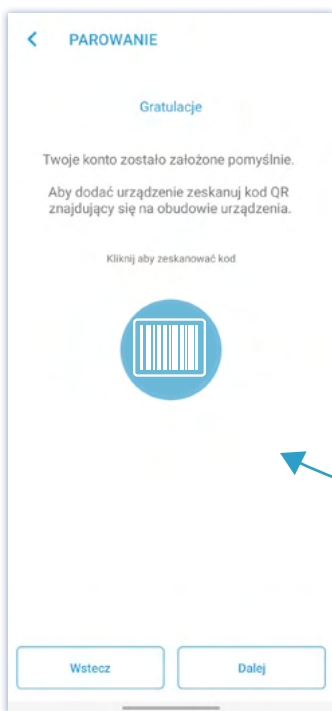 PAROWANIE
Gratulacje
Twoje konto zostało założone pomyślnie.
Aby dodać urządzenie zeskanuj kod QR
znajdujący się na obudowie urządzenia.
Kliknij aby zeskanować kod
Wstecz
Dalej